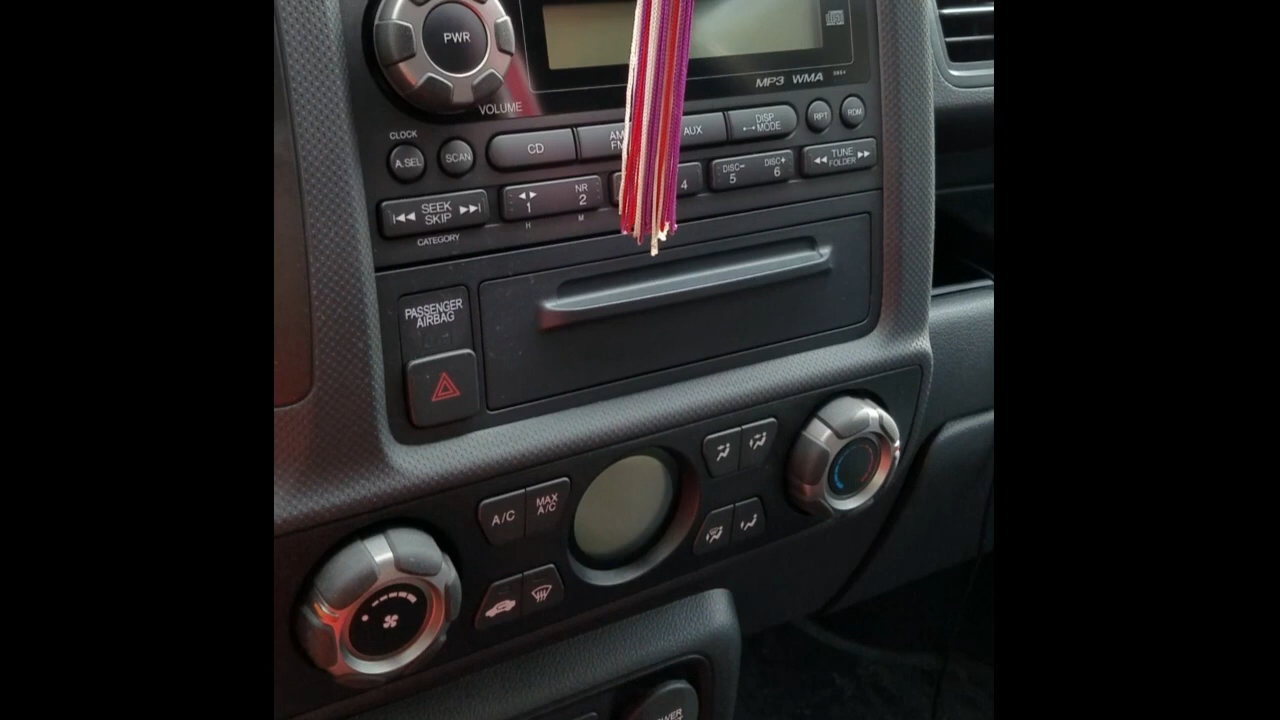 PWR
VOLUME
MP3 WMA
CLOCK
A.SEL
SCAN
CD
AM
AUX
DISP
MODE
RPT
RDM
SEEK
SKIP
CATEGORY
1
H
NR
2
M
4
DISC-
5
DISC+
6
TUNE
FOLDER
PASSENGER
AIRBAG
A/C
MAX
A/C